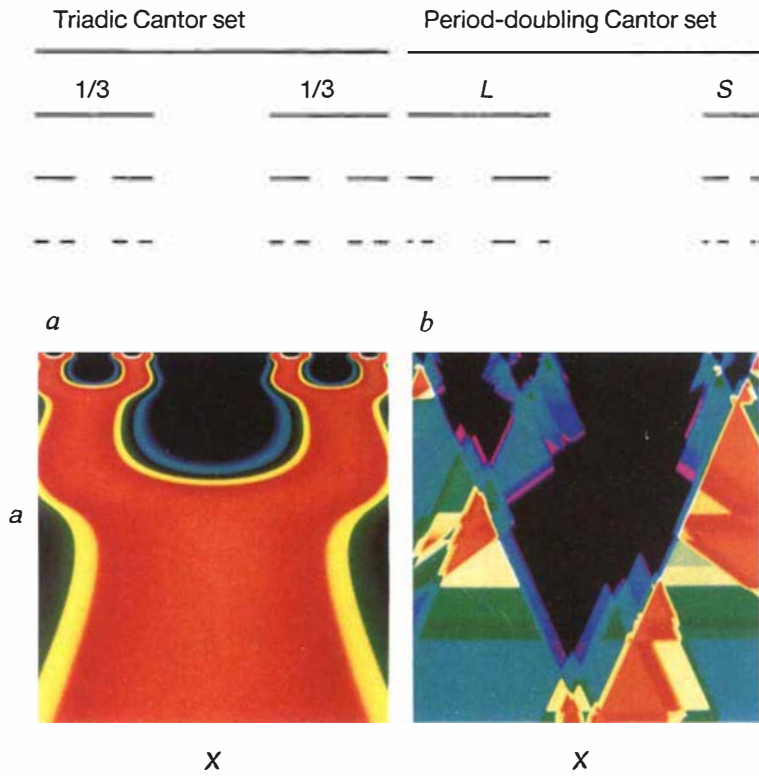 Triadic Cantor set Period-doubling Cantor set
1/3 1/3 L S
a b
a
x x